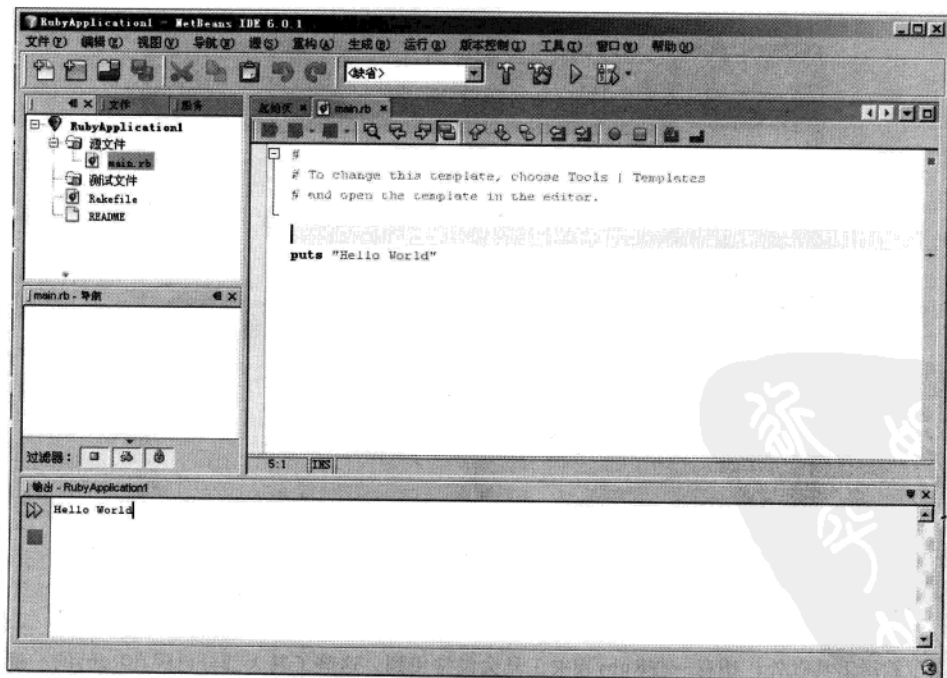 RubyApplication1 - NetBeans IDE 6.0.1
文件(F) 编辑(E) 视图(V) 导航(N) 源(S) 重构(A) 生成(B) 运行(R) 版本控制(I) 工具(T) 窗口(W) 帮助(H)
<缺省>
文件 服务
起始页 main.rb
RubyApplication1
源文件
main.rb
测试文件
Rakefile
README
#
# To change this template, choose Tools | Templates
# and open the template in the editor.
puts "Hello World"
main.rb - 导航
过滤器：
5:1 INS
输出 - RubyApplication1
Hello World